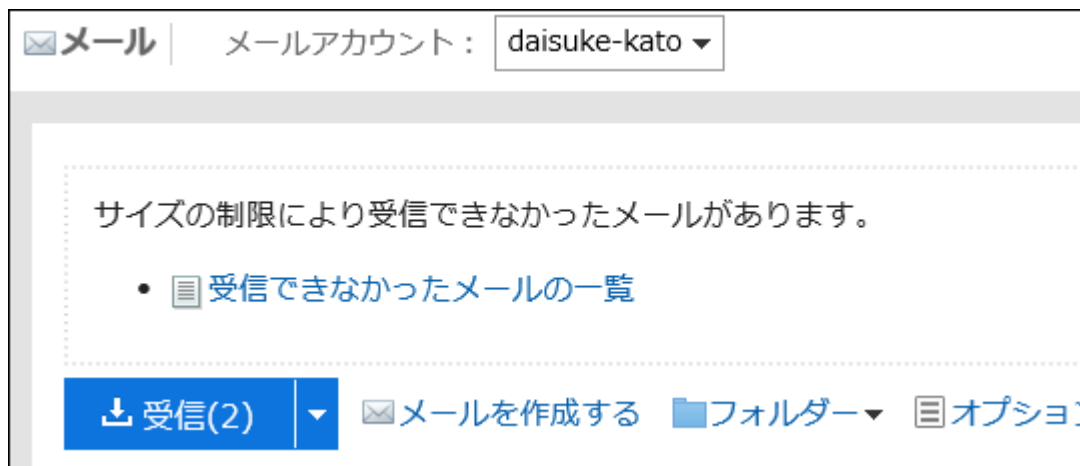 メール メールアカウント： daisuke-kato
サイズの制限により受信できなかったメールがあります。
• 受信できなかったメールの一覧
受信(2) メールを作成する フォルダー オプショ